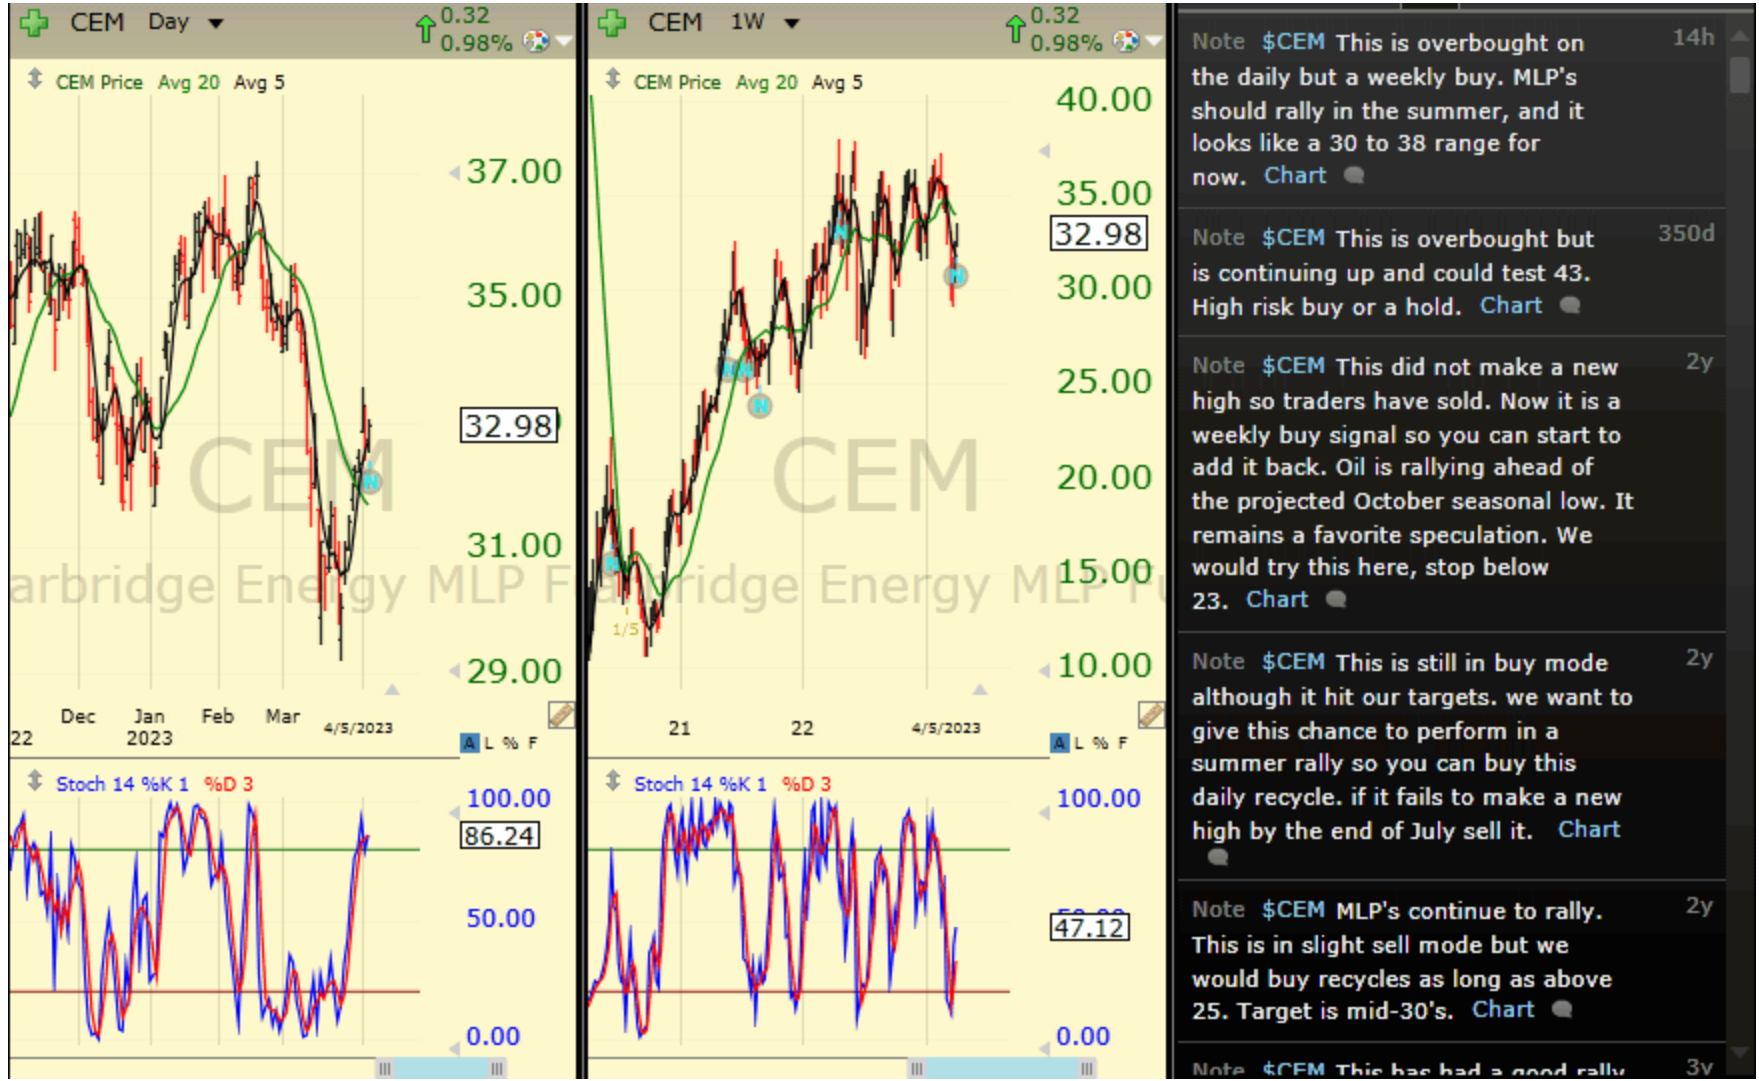 CEM Day
0.32
0.98%
CEM Price Avg 20 Avg 5
37.00
35.00
32.98
31.00
29.00
CEM
arbridge Energy MLP F
N
Dec Jan Feb Mar
22 2023 4/5/2023
A L % F
Stoch 14 %K 1 %D 3
100.00
86.24
50.00
0.00
CEM 1W
0.32
0.98%
CEM Price Avg 20 Avg 5
40.00
35.00
32.98
30.00
25.00
20.00
15.00
10.00
CEM
ridge Energy MLP Fu
N
N
N
N
N
N
1/5
21 22 4/5/2023
A L % F
Stoch 14 %K 1 %D 3
100.00
47.12
0.00
Note $CEM This is overbought on 14h
the daily but a weekly buy. MLP's
should rally in the summer, and it
looks like a 30 to 38 range for
now. Chart
Note $CEM This is overbought but 350d
is continuing up and could test 43.
High risk buy or a hold. Chart
Note $CEM This did not make a new 2y
high so traders have sold. Now it is a
weekly buy signal so you can start to
add it back. Oil is rallying ahead of
the projected October seasonal low. It
remains a favorite speculation. We
would try this here, stop below
23. Chart
Note $CEM This is still in buy mode 2y
although it hit our targets. we want to
give this chance to perform in a
summer rally so you can buy this
daily recycle. if it fails to make a new
high by the end of July sell it. Chart
Note $CEM MLP's continue to rally. 2y
This is in slight sell mode but we
would buy recycles as long as above
25. Target is mid-30's. Chart
Note $CEM This has had a good rally 3y